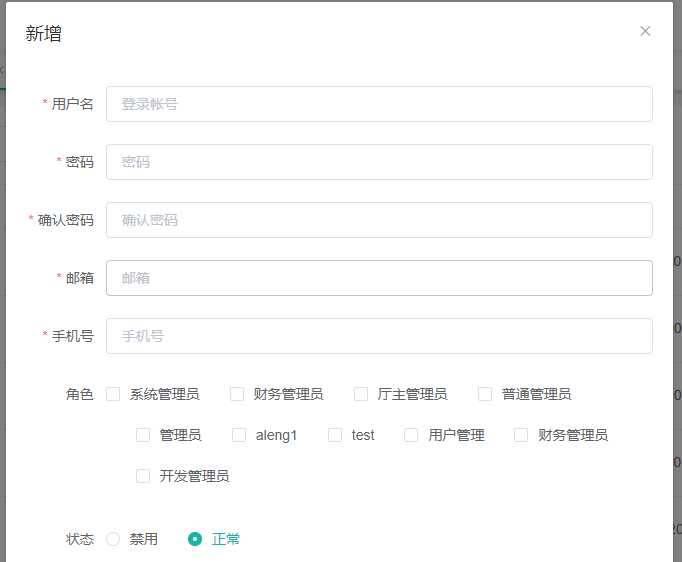 新增
* 用户名 登录帐号
* 密码 密码
* 确认密码 确认密码
* 邮箱 邮箱
* 手机号 手机号
角色 系统管理员 财务管理员 厅主管理员 普通管理员
管理员 aleng1 test 用户管理 财务管理员
开发管理员
状态 禁用 正常